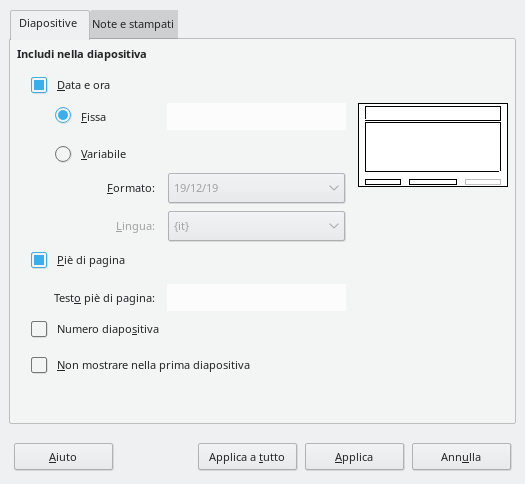 Diapositive
Note e stampati
Includi nella diapositiva
Data e ora
Fissa
Variabile
Formato:
19/12/19
Lingua:
{it}
Piè di pagina
Testo piè di pagina:
Numero diapositiva
Non mostrare nella prima diapositiva
Aiuto
Applica a tutto
Applica
Annulla